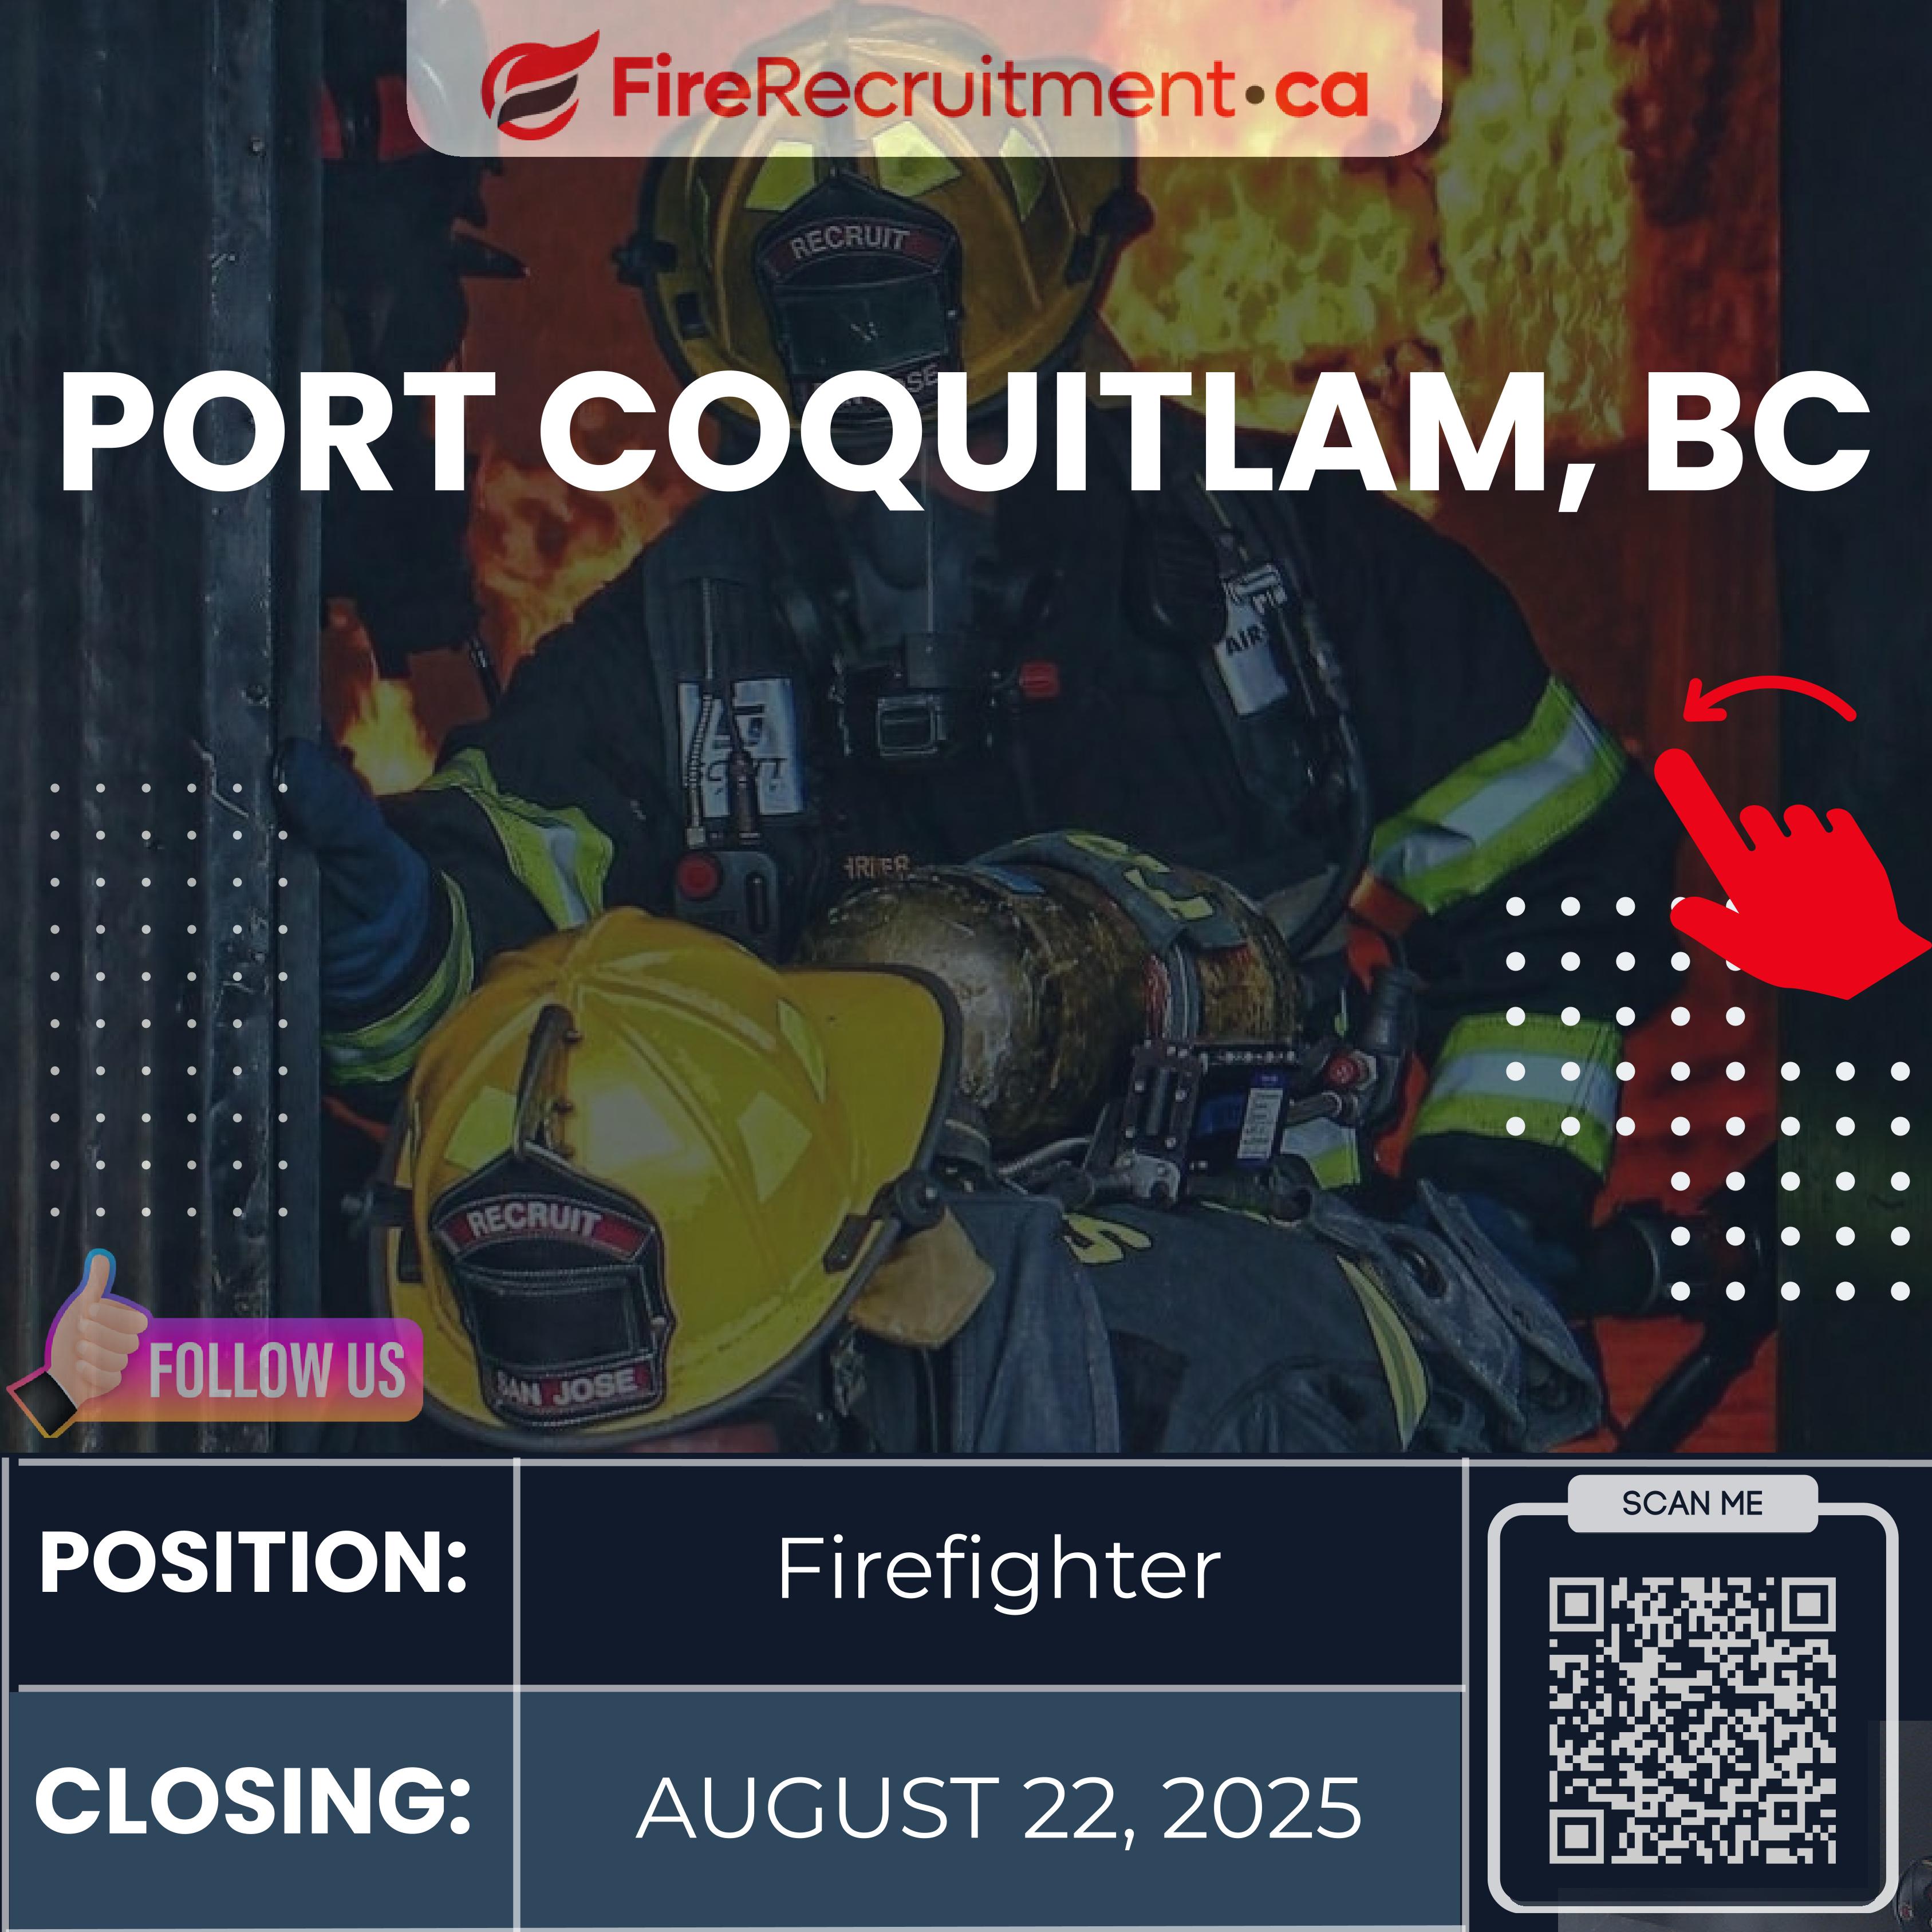 FireRecruitment.ca
RECRUIT
PORT COQUITLAM, BC
AIR
FOLLOW US
RECRUIT
SAN JOSE
POSITION:
Firefighter
SCAN ME
CLOSING:
AUGUST 22, 2025